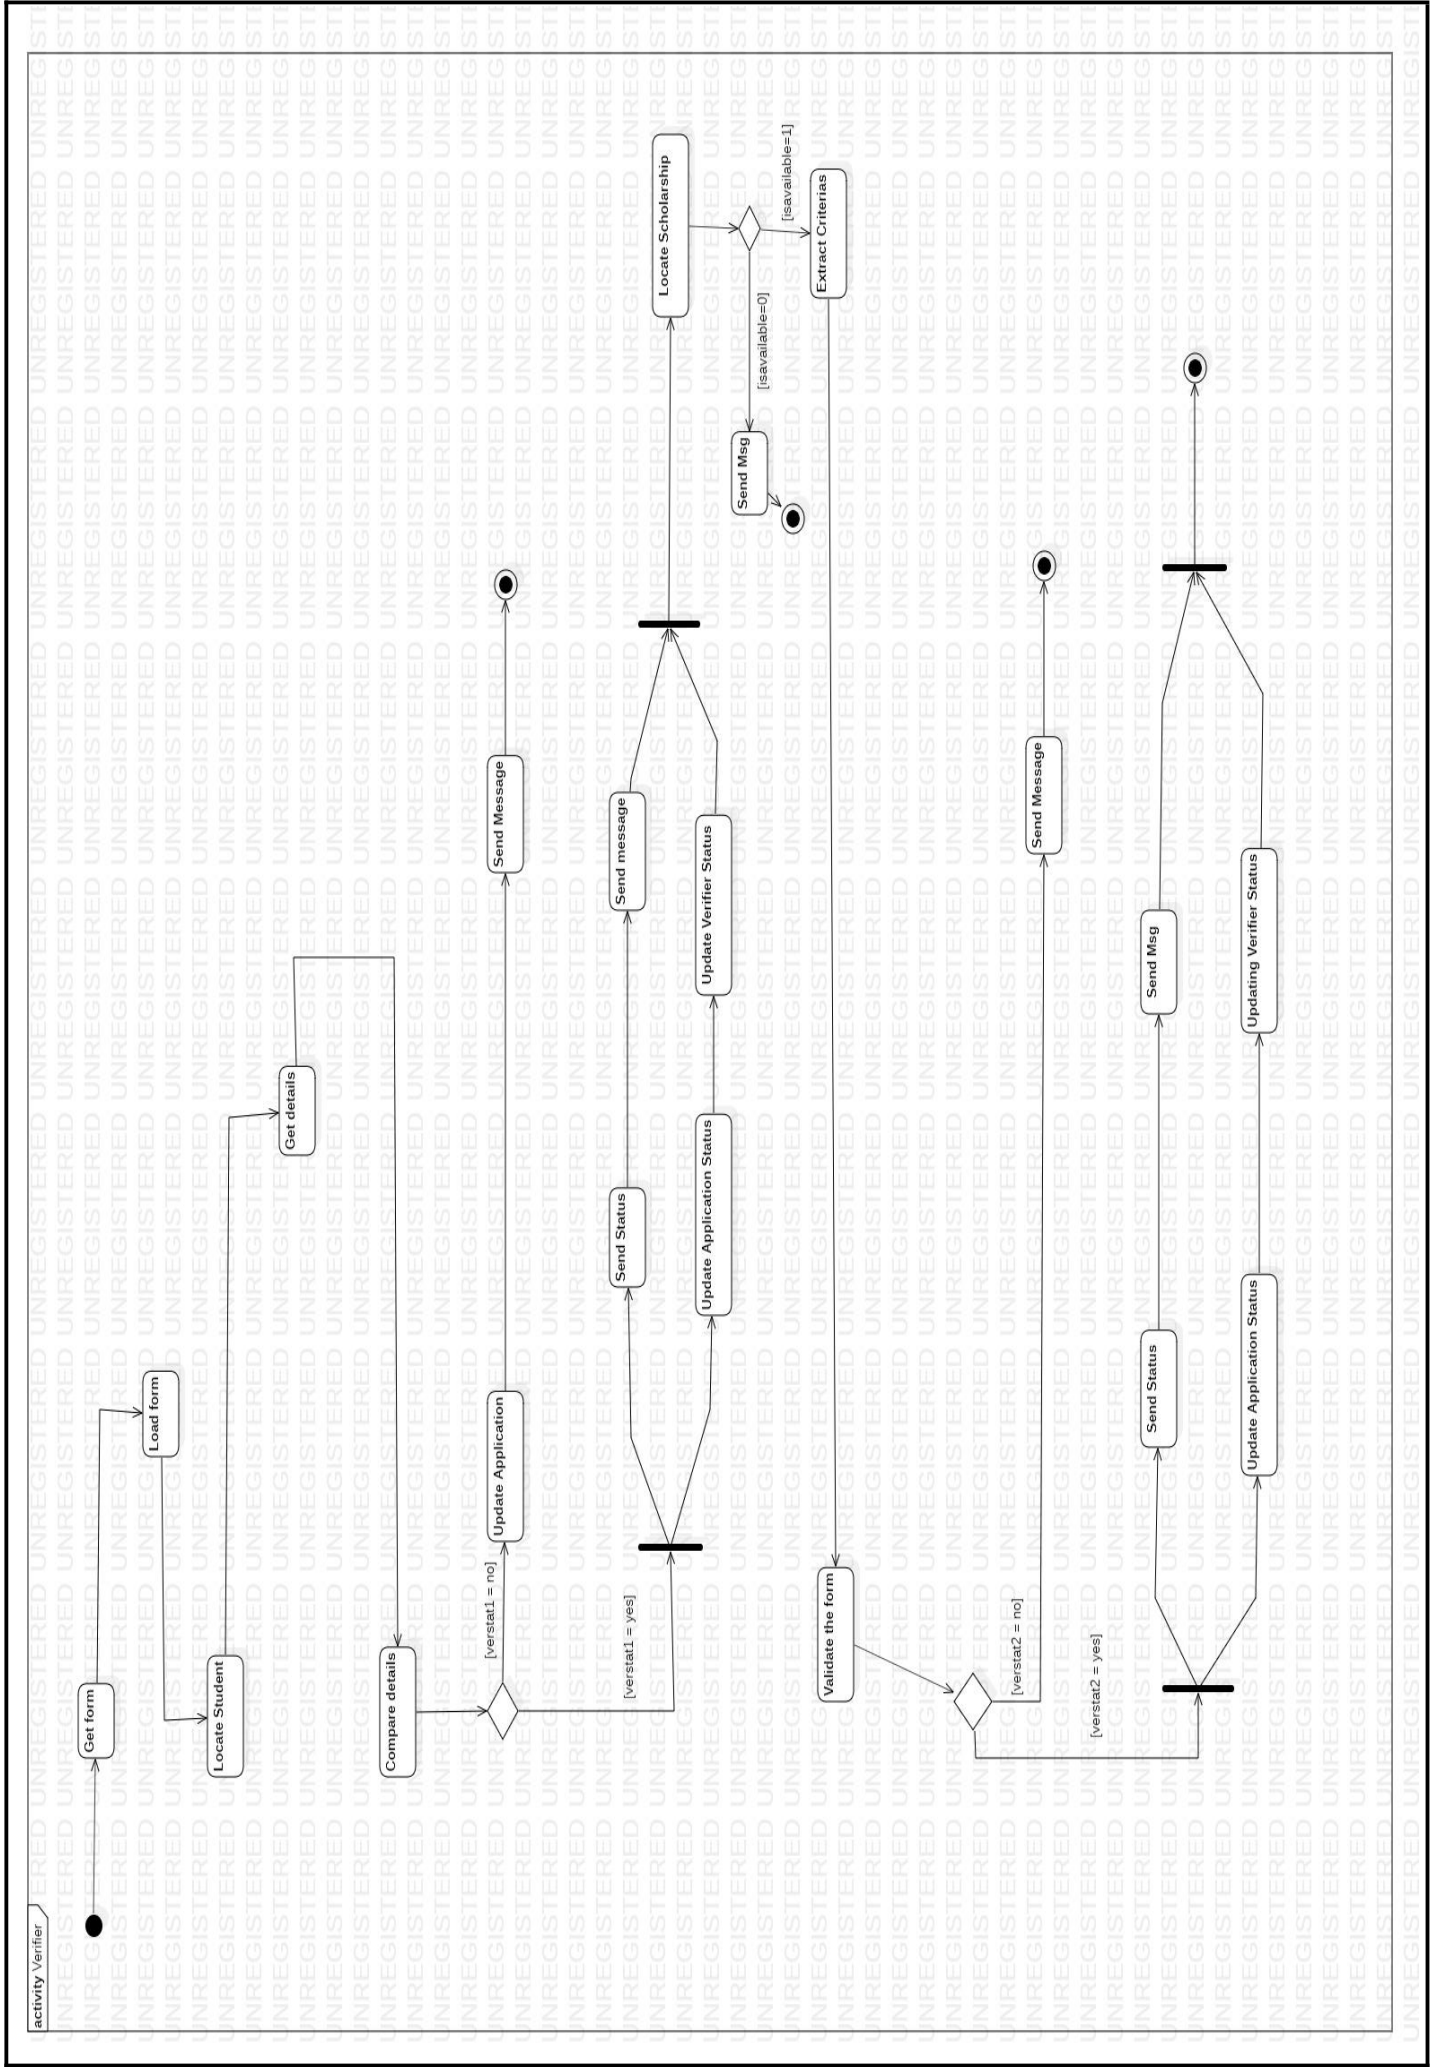 activity Verifier
Get form
Load form
Locate Student
Get details
Compare details
[verstat1 = no]
Update Application
Send Message
[verstat1 = yes]
Send Status
Send message
Update Application Status
Update Verifier Status
Locate Scholarship
[isavailable=0]
Send Msg
[isavailable=1]
Extract Criterias
Validate the form
[verstat2 = no]
Send Message
[verstat2 = yes]
Send Status
Send Msg
Update Application Status
Updating Verifier Status
UNREGISTERED